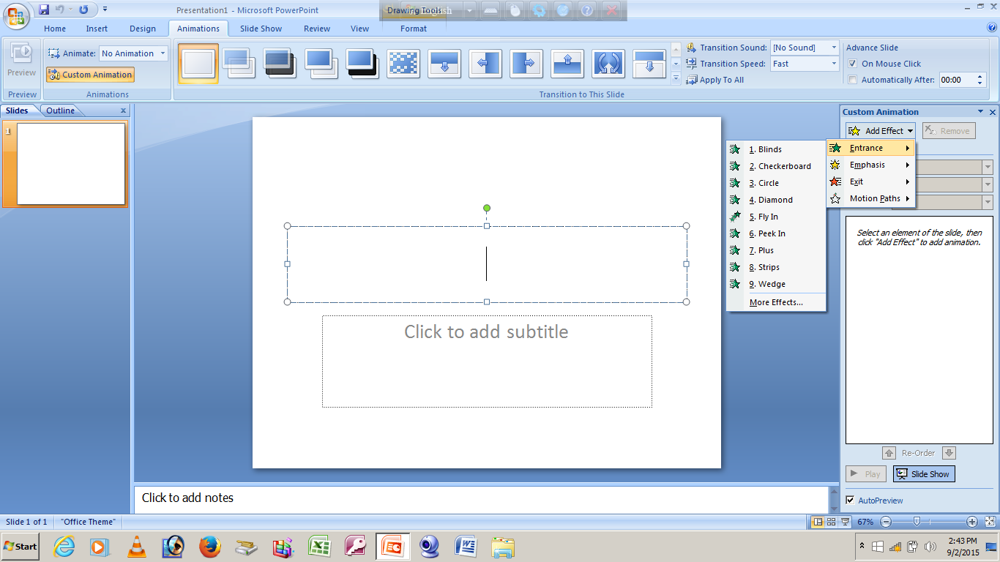 Presentation1 - Microsoft PowerPoint
Drawing Tools
English
Home Insert Design Animations Slide Show Review View Format
Preview
Animate: No Animation
Custom Animation
Transition Sound: [No Sound]
Transition Speed: Fast
Apply To All
Advance Slide
On Mouse Click
Automatically After: 00:00
Preview Animations Transition to This Slide
Slides Outline
1
Custom Animation
Add Effect Remove
Entrance
Emphasis
Exit
Motion Paths
1. Blinds
2. Checkerboard
3. Circle
4. Diamond
5. Fly In
6. Peek In
7. Plus
8. Strips
9. Wedge
More Effects...
Select an element of the slide, then
click "Add Effect" to add animation.
Click to add subtitle
Re-Order
Play Slide Show
AutoPreview
Click to add notes
Slide 1 of 1 "Office Theme" 67%
Start
2:43 PM
9/2/2015